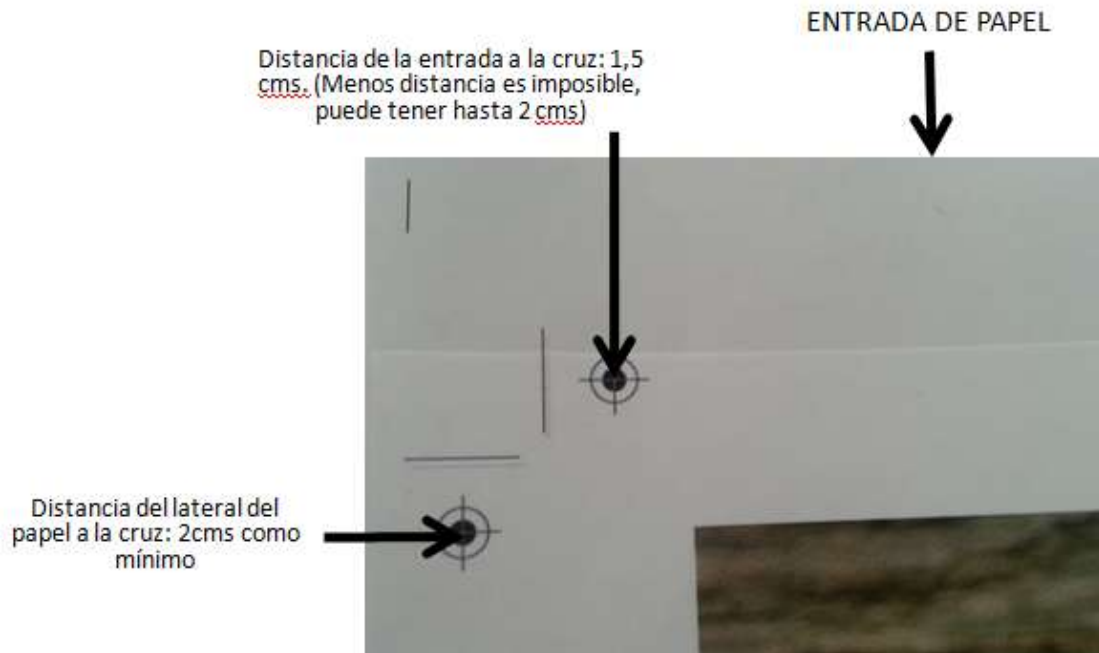 ENTRADA DE PAPEL
Distancia de la entrada a la cruz: 1,5
cms. (Menos distancia es imposible,
puede tener hasta 2 cms)
Distancia del lateral del
papel a la cruz: 2cms como
mínimo